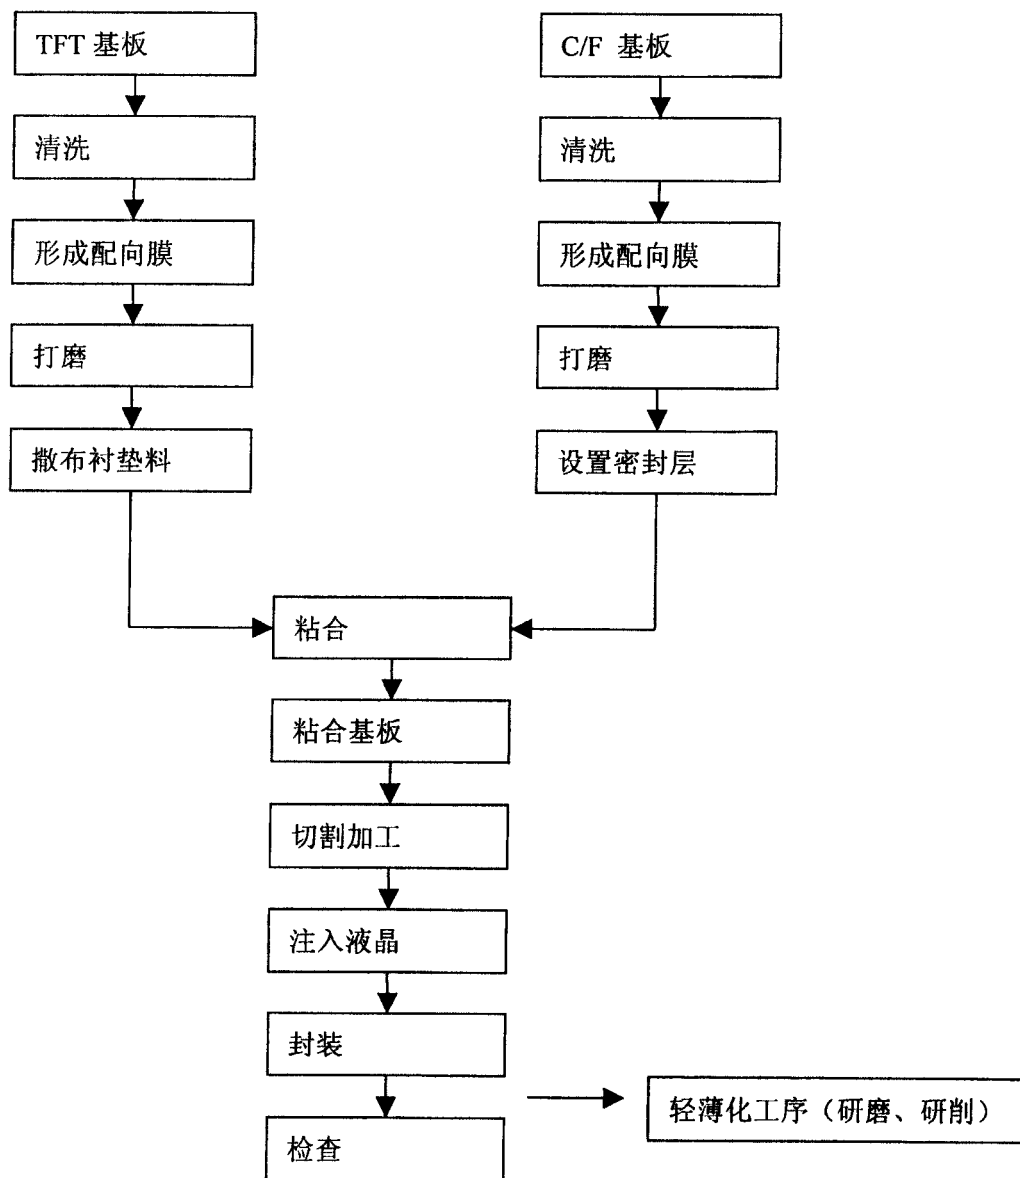 TFT 基板
清洗
形成配向膜
打磨
撒布衬垫料
C/F 基板
清洗
形成配向膜
打磨
设置密封层
粘合
粘合基板
切割加工
注入液晶
封装
检查
轻薄化工序（研磨、研削）